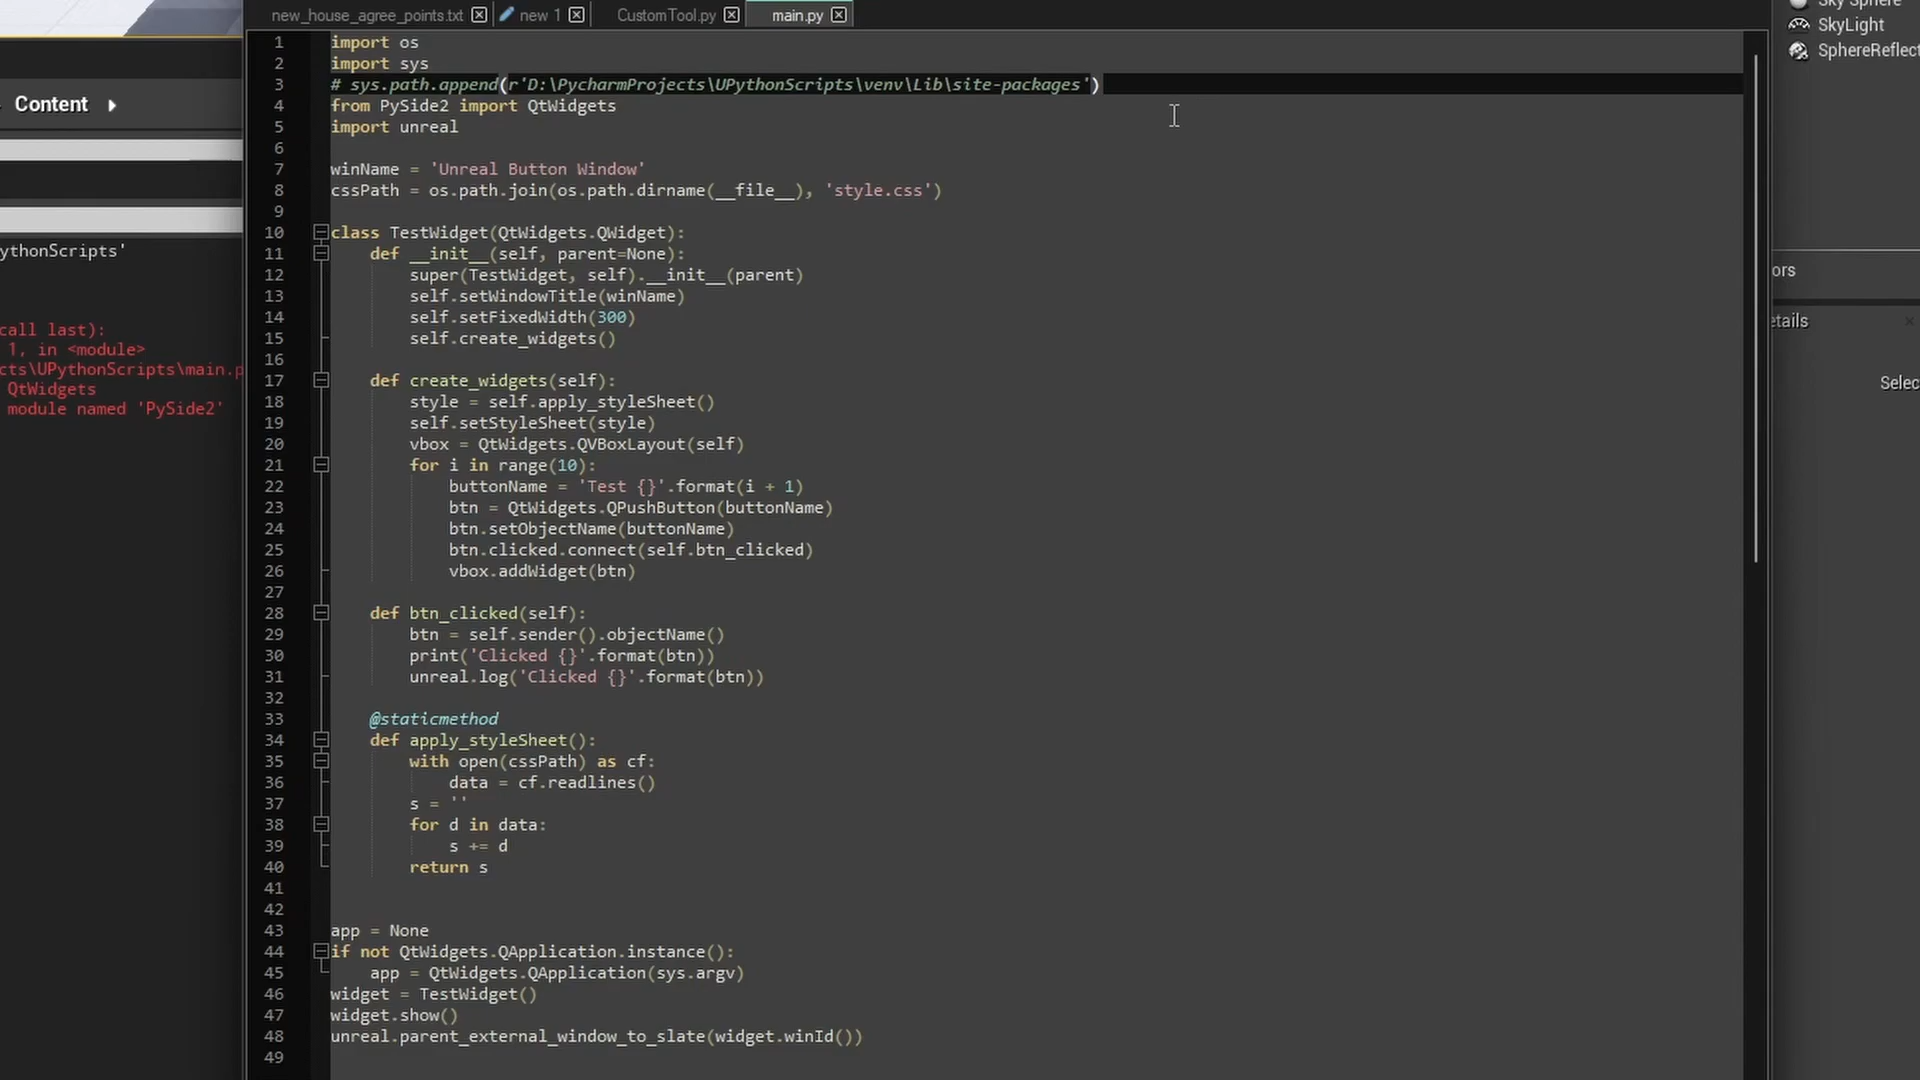 new_house_agree_points.txt
new 1
CustomTool.py
main.py
Sky Sphere
SkyLight
SphereReflect
Content
ythonScripts'
call last):
1, in <module>
cts\UPythonScripts\main.p
QtWidgets
module named 'PySide2'
1 import os
2 import sys
3 # sys.path.append(r'D:\PycharmProjects\UPythonScripts\venv\Lib\site-packages')
4 from PySide2 import QtWidgets
5 import unreal
6
7 winName = 'Unreal Button Window'
8 cssPath = os.path.join(os.path.dirname(__file__), 'style.css')
9
10 class TestWidget(QtWidgets.QWidget):
11 def __init__(self, parent=None):
12 super(TestWidget, self).__init__(parent)
13 self.setWindowTitle(winName)
14 self.setFixedWidth(300)
15 self.create_widgets()
16
17 def create_widgets(self):
18 style = self.apply_styleSheet()
19 self.setStyleSheet(style)
20 vbox = QtWidgets.QVBoxLayout(self)
21 for i in range(10):
22 buttonName = 'Test {}'.format(i + 1)
23 btn = QtWidgets.QPushButton(buttonName)
24 btn.setObjectName(buttonName)
25 btn.clicked.connect(self.btn_clicked)
26 vbox.addWidget(btn)
27
28 def btn_clicked(self):
29 btn = self.sender().objectName()
30 print('Clicked {}'.format(btn))
31 unreal.log('Clicked {}'.format(btn))
32
33 @staticmethod
34 def apply_styleSheet():
35 with open(cssPath) as cf:
36 data = cf.readlines()
37 s = ''
38 for d in data:
39 s += d
40 return s
41
42
43 app = None
44 if not QtWidgets.QApplication.instance():
45 app = QtWidgets.QApplication(sys.argv)
46 widget = TestWidget()
47 widget.show()
48 unreal.parent_external_window_to_slate(widget.winId())
49
ors
etails
Selec